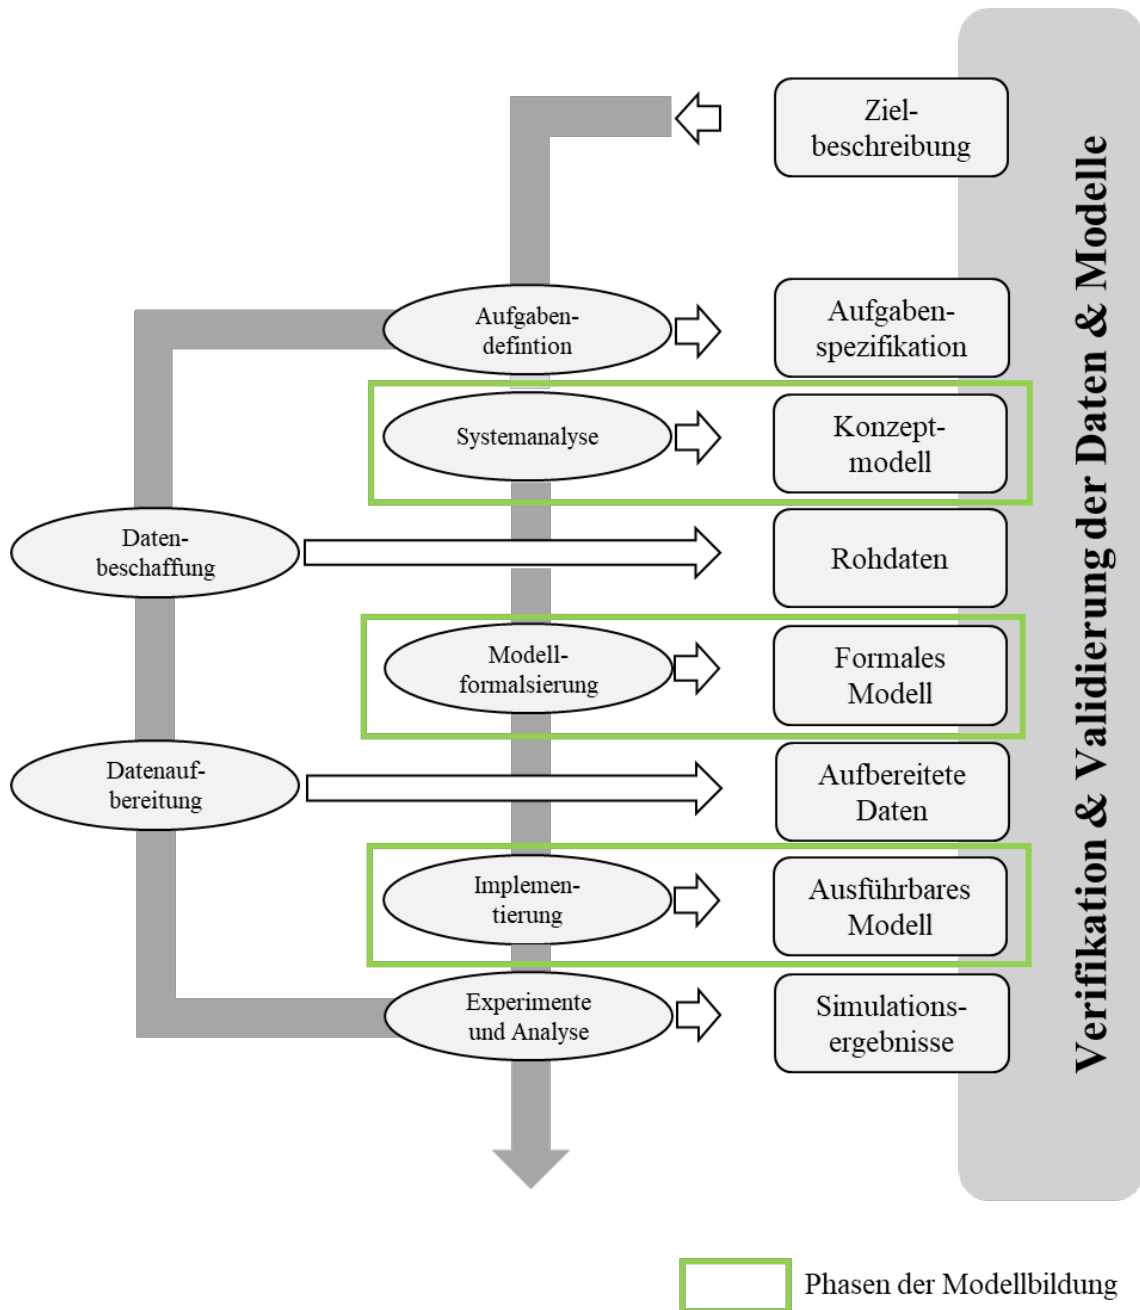 Ziel-
beschreibung
Aufgaben-
defintion
Aufgaben-
spezifikation
Systemanalyse
Konzept-
modell
Daten-
beschaffung
Rohdaten
Modell-
formalsierung
Formales
Modell
Datenauf-
bereitung
Aufbereitete
Daten
Implemen-
tierung
Ausführbares
Modell
Experimente
und Analyse
Simulations-
ergebnisse
Verifikation & Validierung der Daten & Modelle
Phasen der Modellbildung